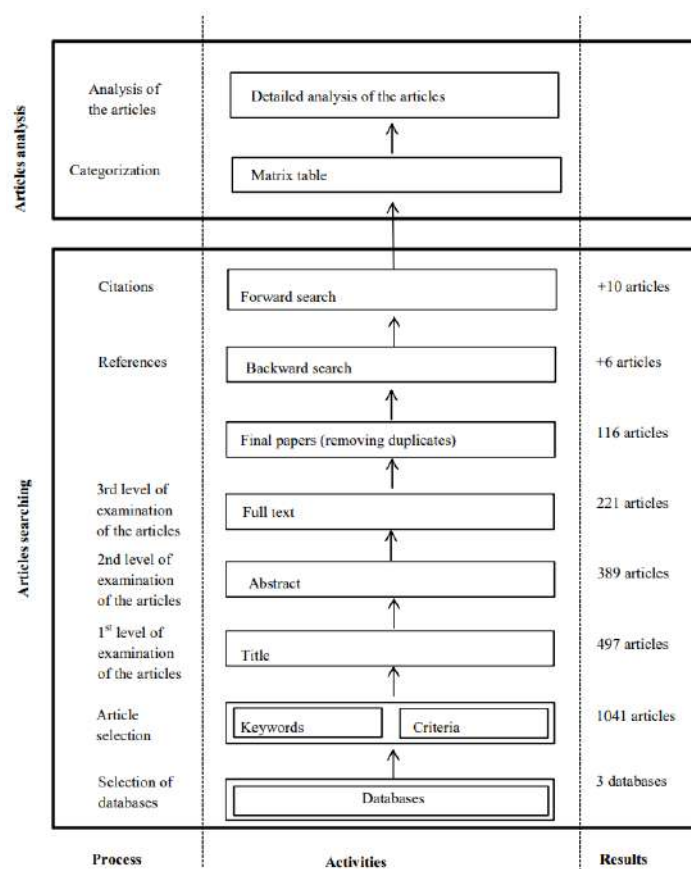 Articles analysis
Analysis of
the articles
Detailed analysis of the articles
Categorization
Matrix table
Articles searching
Citations
Forward search
+10 articles
References
Backward search
+6 articles
Final papers (removing duplicates)
116 articles
3rd level of
examination
of the articles
Full text
221 articles
2nd level of
examination
of the articles
Abstract
389 articles
1st level of
examination
of the articles
Title
497 articles
Article
selection
Keywords
Criteria
1041 articles
Selection of
databases
Databases
3 databases
Process
Activities
Results